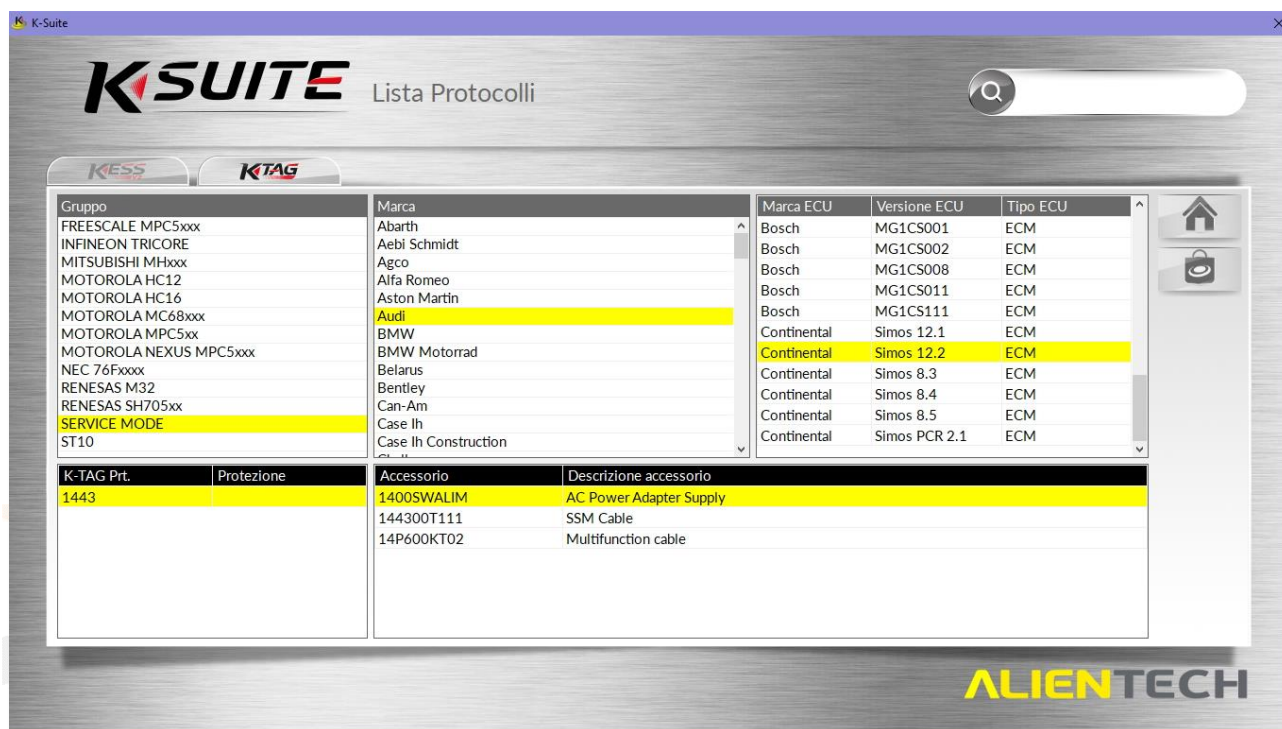 K-Suite
K SUITE Lista Protocolli
KESS KTAG
Gruppo
FREESCALE MPC5xxx
INFINEON TRICORE
MITSUBISHI MHxxx
MOTOROLA HC12
MOTOROLA HC16
MOTOROLA MC68xxx
MOTOROLA MPC5xx
MOTOROLA NEXUS MPC5xxx
NEC 76Fxxxx
RENESAS M32
RENESAS SH705xx
SERVICE MODE
ST10
Marca
Abarth
Aebi Schmidt
Agco
Alfa Romeo
Aston Martin
Audi
BMW
BMW Motorrad
Belarus
Bentley
Can-Am
Case Ih
Case Ih Construction
Marca ECU Versione ECU Tipo ECU
Bosch MG1CS001 ECM
Bosch MG1CS002 ECM
Bosch MG1CS008 ECM
Bosch MG1CS011 ECM
Bosch MG1CS111 ECM
Continental Simos 12.1 ECM
Continental Simos 12.2 ECM
Continental Simos 8.3 ECM
Continental Simos 8.4 ECM
Continental Simos 8.5 ECM
Continental Simos PCR 2.1 ECM
K-TAG Prt. Protezione
1443
Accessorio Descrizione accessorio
1400SWALIM AC Power Adapter Supply
144300T111 SSM Cable
14P600KT02 Multifunction cable
ALIENTECH